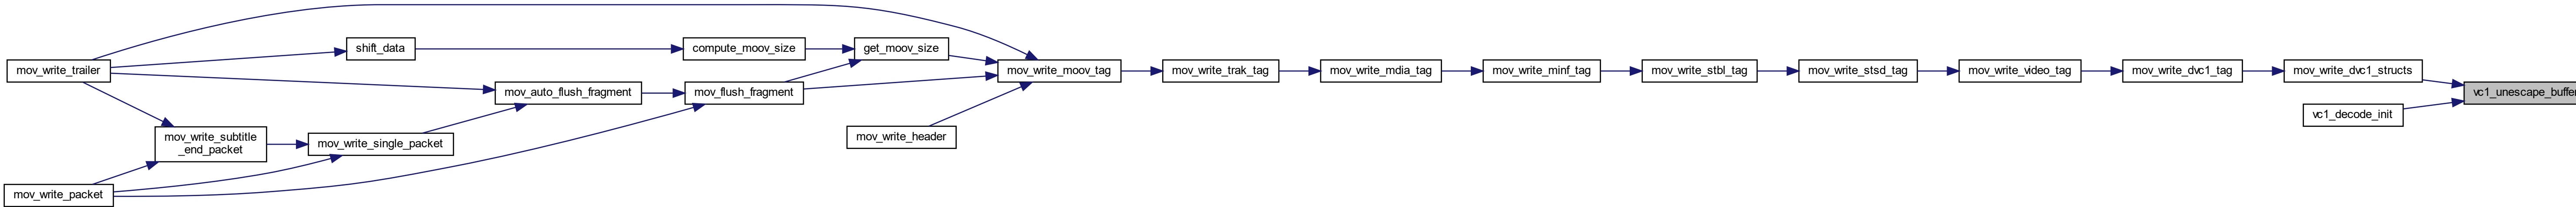 mov_write_trailer
shift_data
compute_moov_size
get_moov_size
mov_write_moov_tag
mov_write_trak_tag
mov_write_mdia_tag
mov_write_minf_tag
mov_write_stbl_tag
mov_write_stsd_tag
mov_write_video_tag
mov_write_dvc1_tag
mov_write_dvc1_structs
vc1_unescape_buffer
mov_auto_flush_fragment
mov_flush_fragment
vc1_decode_init
mov_write_subtitle
_end_packet
mov_write_single_packet
mov_write_header
mov_write_packet